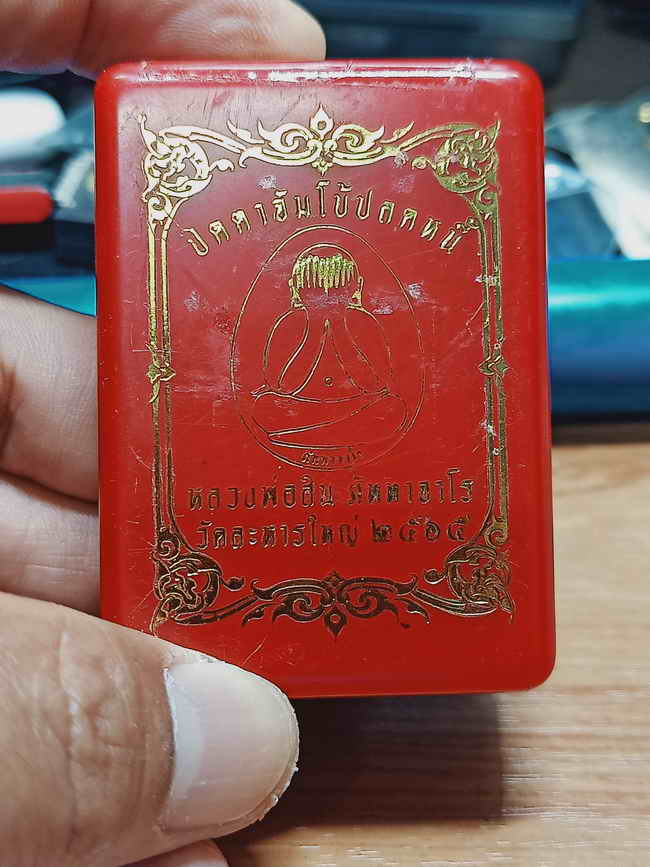 ปิดตาจัมโบ้ปลดหนี้
หลวงพ่อสิน ภัททาจาโร
วัดละหารใหญ่ ๒๕๖๕